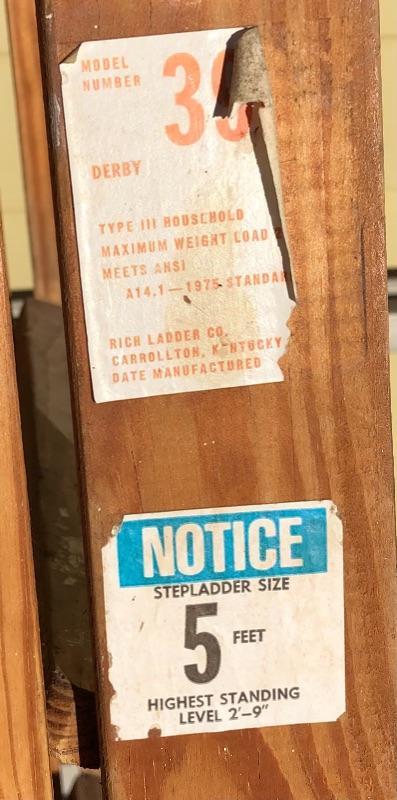 MODEL
NUMBER
DERBY
TYPE III HOUSEHOLD
MAXIMUM WEIGHT LOAD
MEETS ANSI
A14.1—1975
RICH LADDER CO.
CARROLLTON, KENTUCKY
DATE MANUFACTURED
NOTICE
STEPLADDER SIZE
5 FEET
HIGHEST STANDING
LEVEL 2'–9"